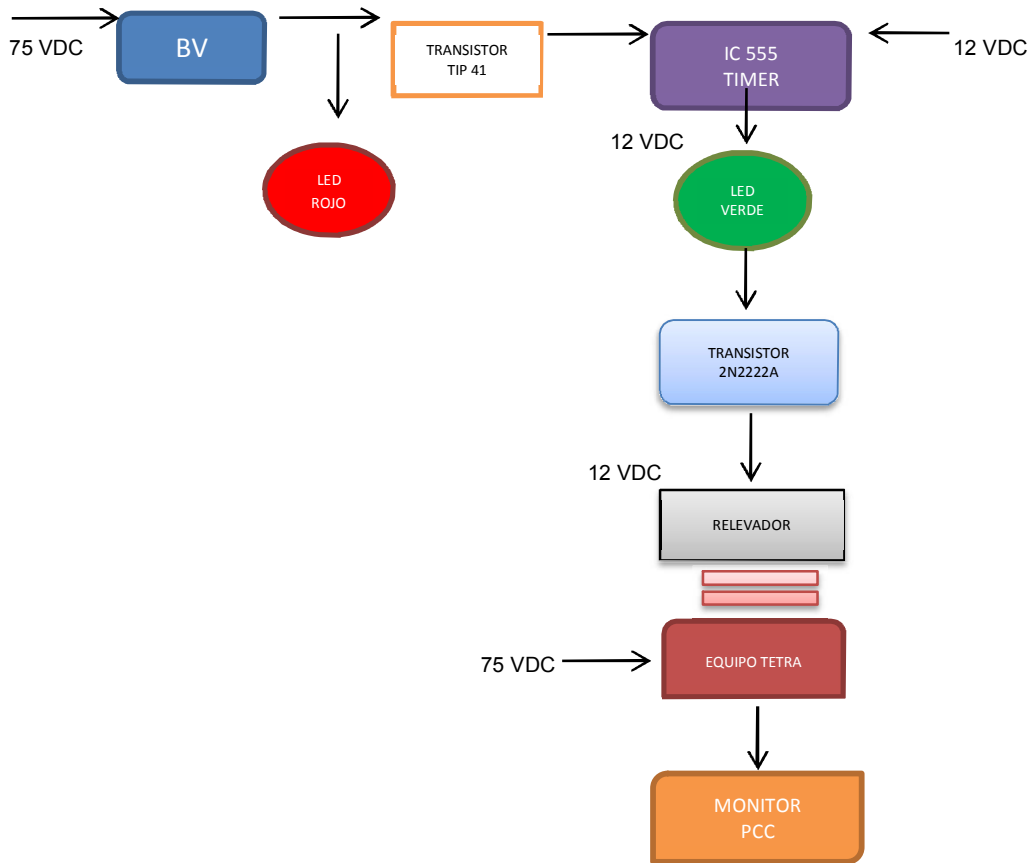 75 VDC
BV
TRANSISTOR
TIP 41
IC 555
TIMER
12 VDC
LED
ROJO
12 VDC
LED
VERDE
TRANSISTOR
2N2222A
12 VDC
RELEVADOR
75 VDC
EQUIPO TETRA
MONITOR
PCC